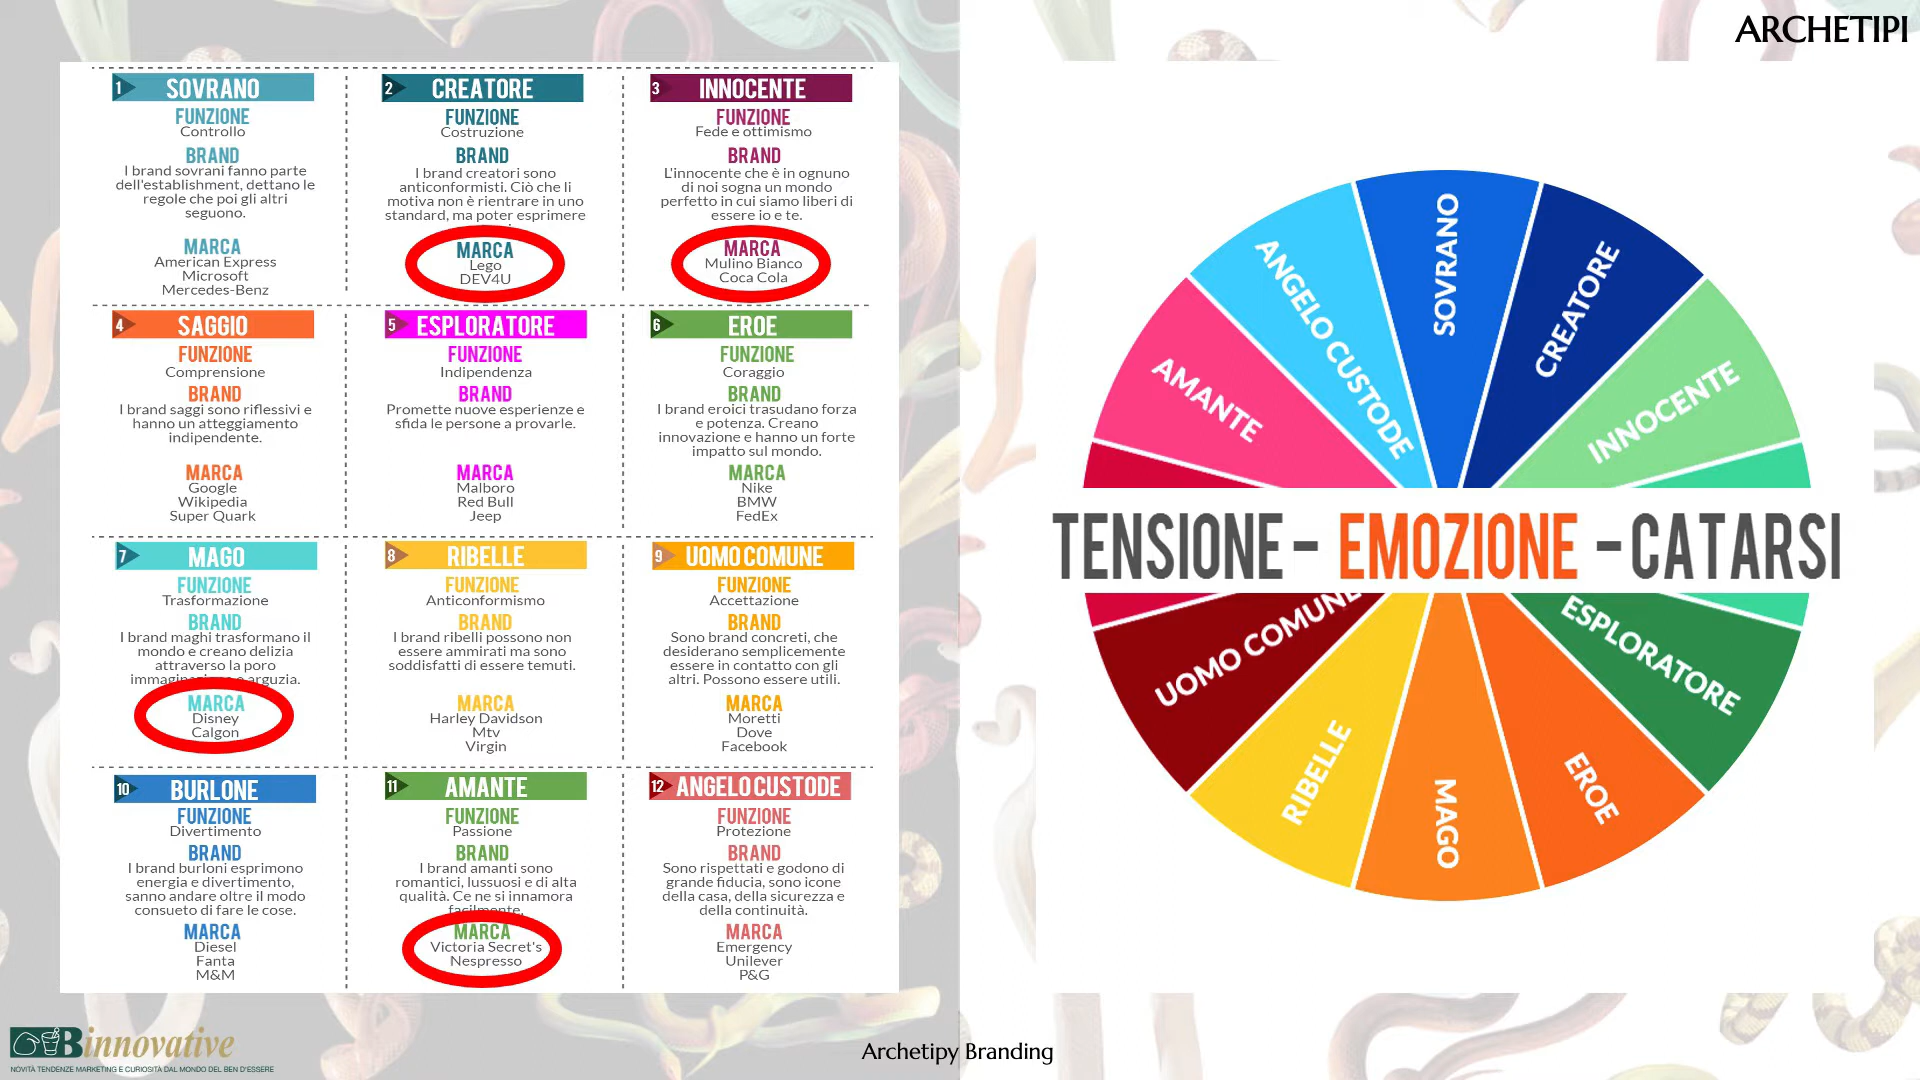 ARCHETIPI
1 SOVRANO
FUNZIONE
Controllo
BRAND
I brand sovrani fanno parte
dell'establishment, dettano le
regole che poi gli altri
seguono.
MARCA
American Express
Microsoft
Mercedes-Benz
2 CREATORE
FUNZIONE
Costruzione
BRAND
I brand creatori sono
anticonformisti. Ciò che li
motiva non è rientrare in uno
standard, ma poter esprimere
MARCA
Lego
DEV4U
3 INNOCENTE
FUNZIONE
Fede e ottimismo
BRAND
L'innocente che è in ognuno
di noi sogna un mondo
perfetto in cui siamo liberi di
essere io e te.
MARCA
Mulino Bianco
Coca Cola
4 SAGGIO
FUNZIONE
Comprensione
BRAND
I brand saggi sono riflessivi e
hanno un atteggiamento
indipendente.
MARCA
Google
Wikipedia
Super Quark
5 ESPLORATORE
FUNZIONE
Indipendenza
BRAND
Promette nuove esperienze e
sfida le persone a provarle.
MARCA
Malboro
Red Bull
Jeep
6 EROE
FUNZIONE
Coraggio
BRAND
I brand eroici trasudano forza
e potenza. Creano
innovazione e hanno un forte
impatto sul mondo.
MARCA
Nike
BMW
FedEx
7 MAGO
FUNZIONE
Trasformazione
BRAND
I brand maghi trasformano il
mondo e creano delizia
attraverso la poro
immaginazione e arguzia.
MARCA
Disney
Calgon
8 RIBELLE
FUNZIONE
Anticonformismo
BRAND
I brand ribelli possono non
essere ammirati ma sono
soddisfatti di essere temuti.
MARCA
Harley Davidson
Mtv
Virgin
9 UOMO COMUNE
FUNZIONE
Accettazione
BRAND
Sono brand concreti, che
desiderano semplicemente
essere in contatto con gli
altri. Possono essere utili.
MARCA
Moretti
Dove
Facebook
10 BURLONE
FUNZIONE
Divertimento
BRAND
I brand burloni esprimono
energia e divertimento,
sanno andare oltre il modo
consueto di fare le cose.
MARCA
Diesel
Fanta
M&M
11 AMANTE
FUNZIONE
Passione
BRAND
I brand amanti sono
romantici, lussuosi e di alta
qualità. Ce ne si innamora
facilmente.
MARCA
Victoria Secret's
Nespresso
12 ANGELO CUSTODE
FUNZIONE
Protezione
BRAND
Sono rispettati e godono di
grande fiducia, sono icone
della casa, della sicurezza e
della continuità.
MARCA
Emergency
Unilever
P&G
AMANTE
ANGELO CUSTODE
SOVRANO
CREATORE
INNOCENTE
TENSIONE - EMOZIONE - CATARSI
UOMO COMUNE
RIBELLE
MAGO
EROE
ESPLORATORE
Binnovative
NOVITÀ TENDENZE MARKETING E CURIOSITÀ DAL MONDO DEL BEN D'ESSERE
Archetipy Branding